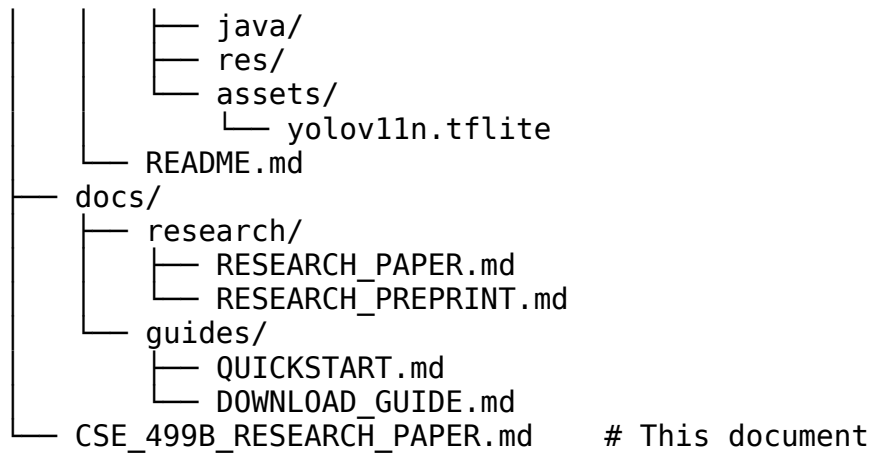 │   │   ├── java/
│   │   ├── res/
│   │   └── assets/
│   │       └── yolov11n.tflite
│   └── README.md
├── docs/
│   ├── research/
│   │   ├── RESEARCH_PAPER.md
│   │   └── RESEARCH_PREPRINT.md
│   └── guides/
│       ├── QUICKSTART.md
│       └── DOWNLOAD_GUIDE.md
└── CSE_499B_RESEARCH_PAPER.md    # This document